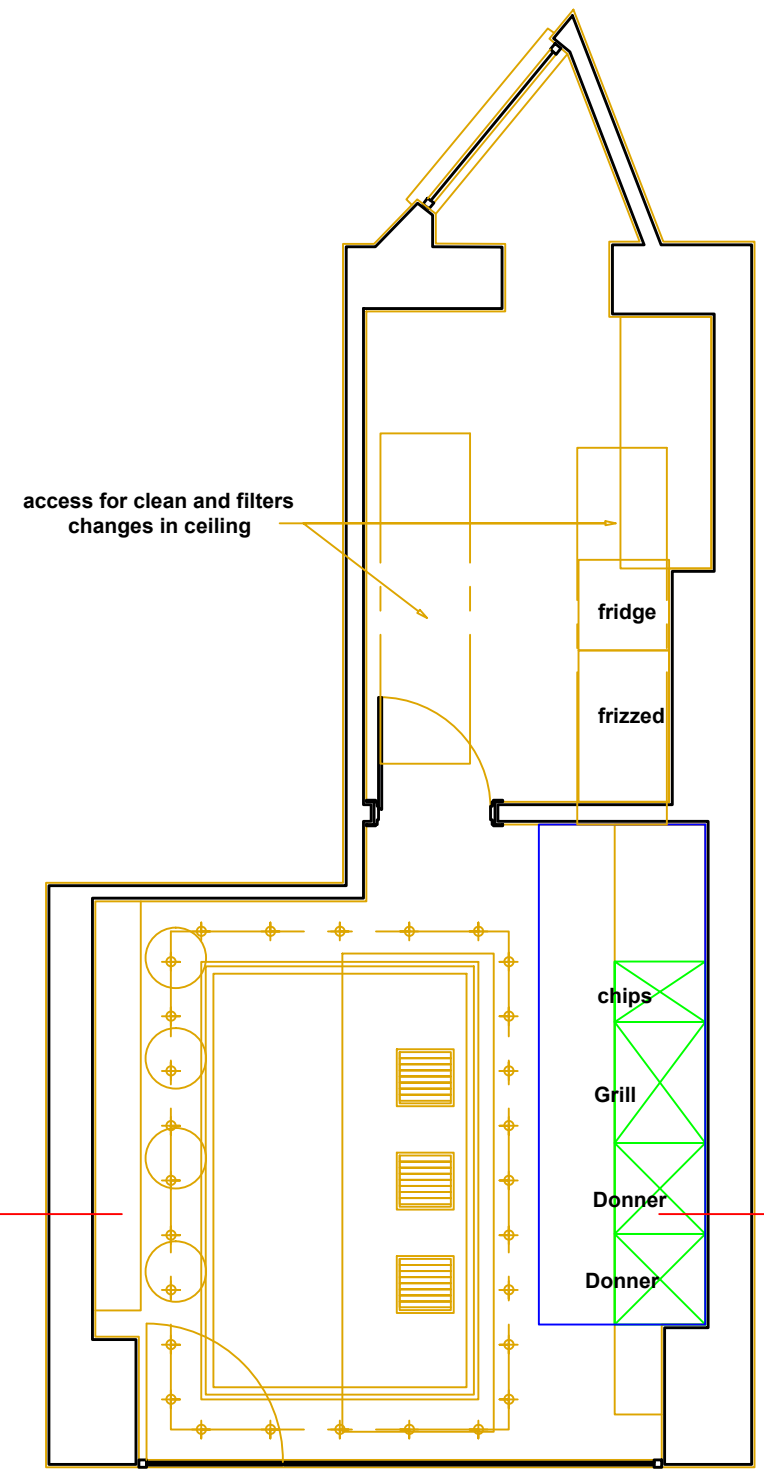 access for clean and filters
changes in ceiling
fridge
frizzed
chips
Grill
Donner
Donner